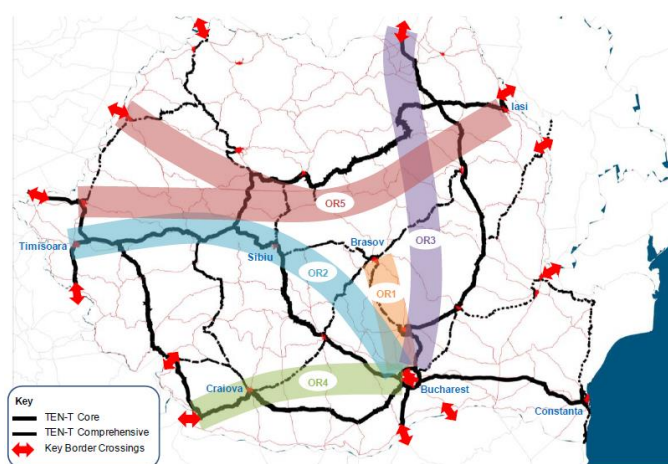 Iasi
OR5
OR3
Timisoara
Brasov
Sibiu
OR2
OR1
OR4
Craiova
Bucharest
Constanta
Key
TEN-T Core
TEN-T Comprehensive
Key Border Crossings